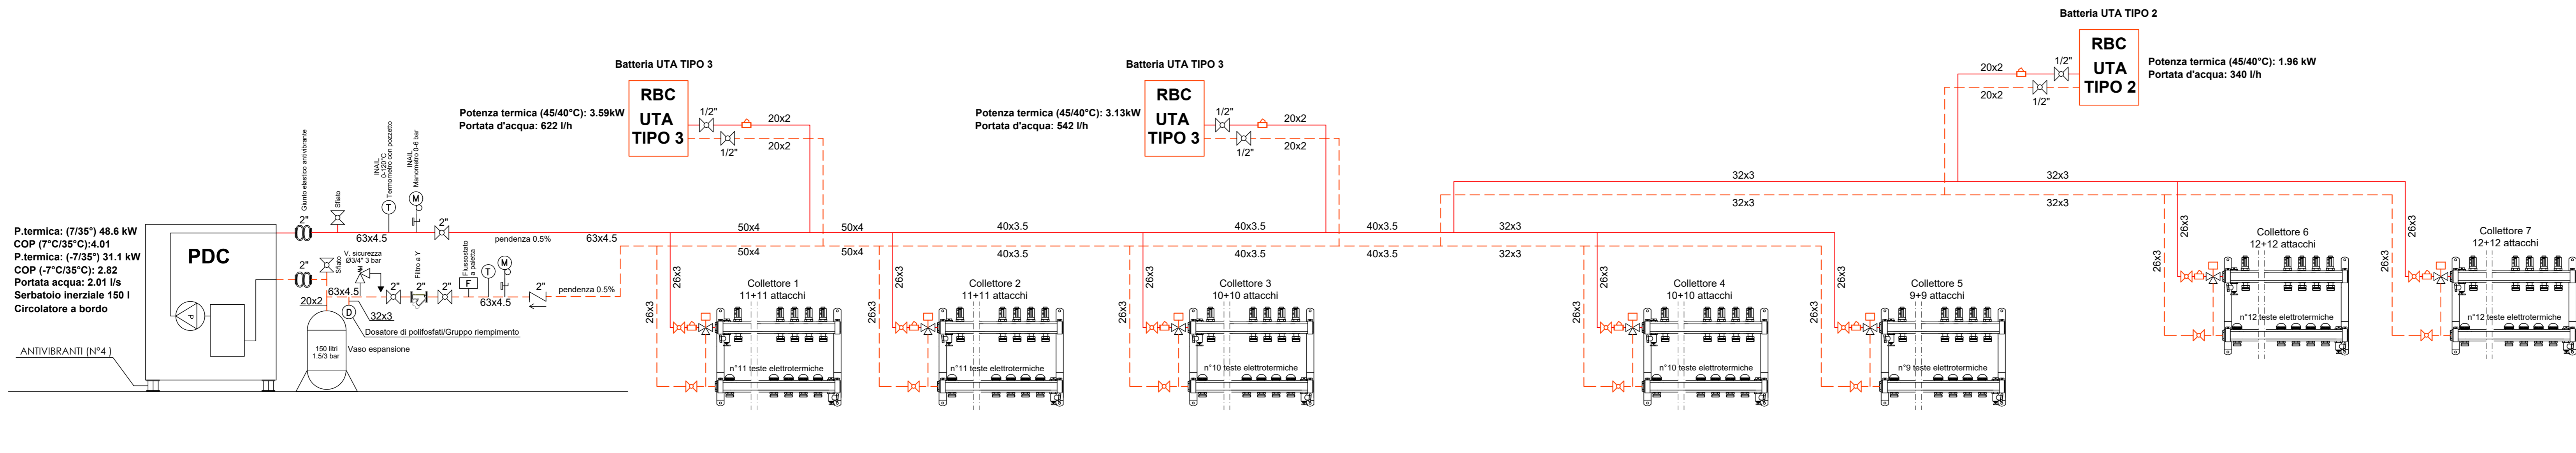 Batteria UTA TIPO 2
RBC
UTA
TIPO 2
Potenza termica (45/40°C): 1.96 kW
Portata d'acqua: 340 l/h
1/2"
20x2
20x2
1/2"
Batteria UTA TIPO 3
RBC
UTA
TIPO 3
Potenza termica (45/40°C): 3.59kW
Portata d'acqua: 622 l/h
1/2"
20x2
20x2
1/2"
Batteria UTA TIPO 3
RBC
UTA
TIPO 3
Potenza termica (45/40°C): 3.13kW
Portata d'acqua: 542 l/h
1/2"
20x2
20x2
1/2"
32x3
32x3
32x3
32x3
P.termica: (7/35°) 48.6 kW
COP (7°C/35°C):4.01
P.termica: (-7/35°) 31.1 kW
COP (-7°C/35°C): 2.82
Portata acqua: 2.01 l/s
Serbatoio inerziale 150 l
Circolatore a bordo
PDC
P
ANTIVIBRANTI (N°4 )
Giunto elastico antivibrante
2"
Sfiato
INAIL
0-120°C
Termometro con pozzetto
T
INAIL
Manometro 0-6 bar
M
2"
63x4.5
pendenza 0.5%
63x4.5
2"
Sfiato
V. sicurezza
Ø3/4" 3 bar
63x4.5
2"
Filtro a Y
2"
2"
Flussostato
a paletta
F
T
M
63x4.5
2"
pendenza 0.5%
20x2
D
32x3
Dosatore di polifosfati/Gruppo riempimento
150 litri
1.5/3 bar
Vaso espansione
50x4
50x4
50x4
50x4
40x3.5
40x3.5
40x3.5
40x3.5
40x3.5
40x3.5
32x3
32x3
26x3
26x3
Collettore 1
11+11 attacchi
n°11 teste elettrotermiche
26x3
26x3
Collettore 2
11+11 attacchi
n°11 teste elettrotermiche
26x3
26x3
Collettore 3
10+10 attacchi
n°10 teste elettrotermiche
26x3
26x3
Collettore 4
10+10 attacchi
n°10 teste elettrotermiche
26x3
26x3
Collettore 5
9+9 attacchi
n°9 teste elettrotermiche
26x3
26x3
Collettore 6
12+12 attacchi
n°12 teste elettrotermiche
26x3
26x3
Collettore 7
12+12 attacchi
n°12 teste elettrotermiche